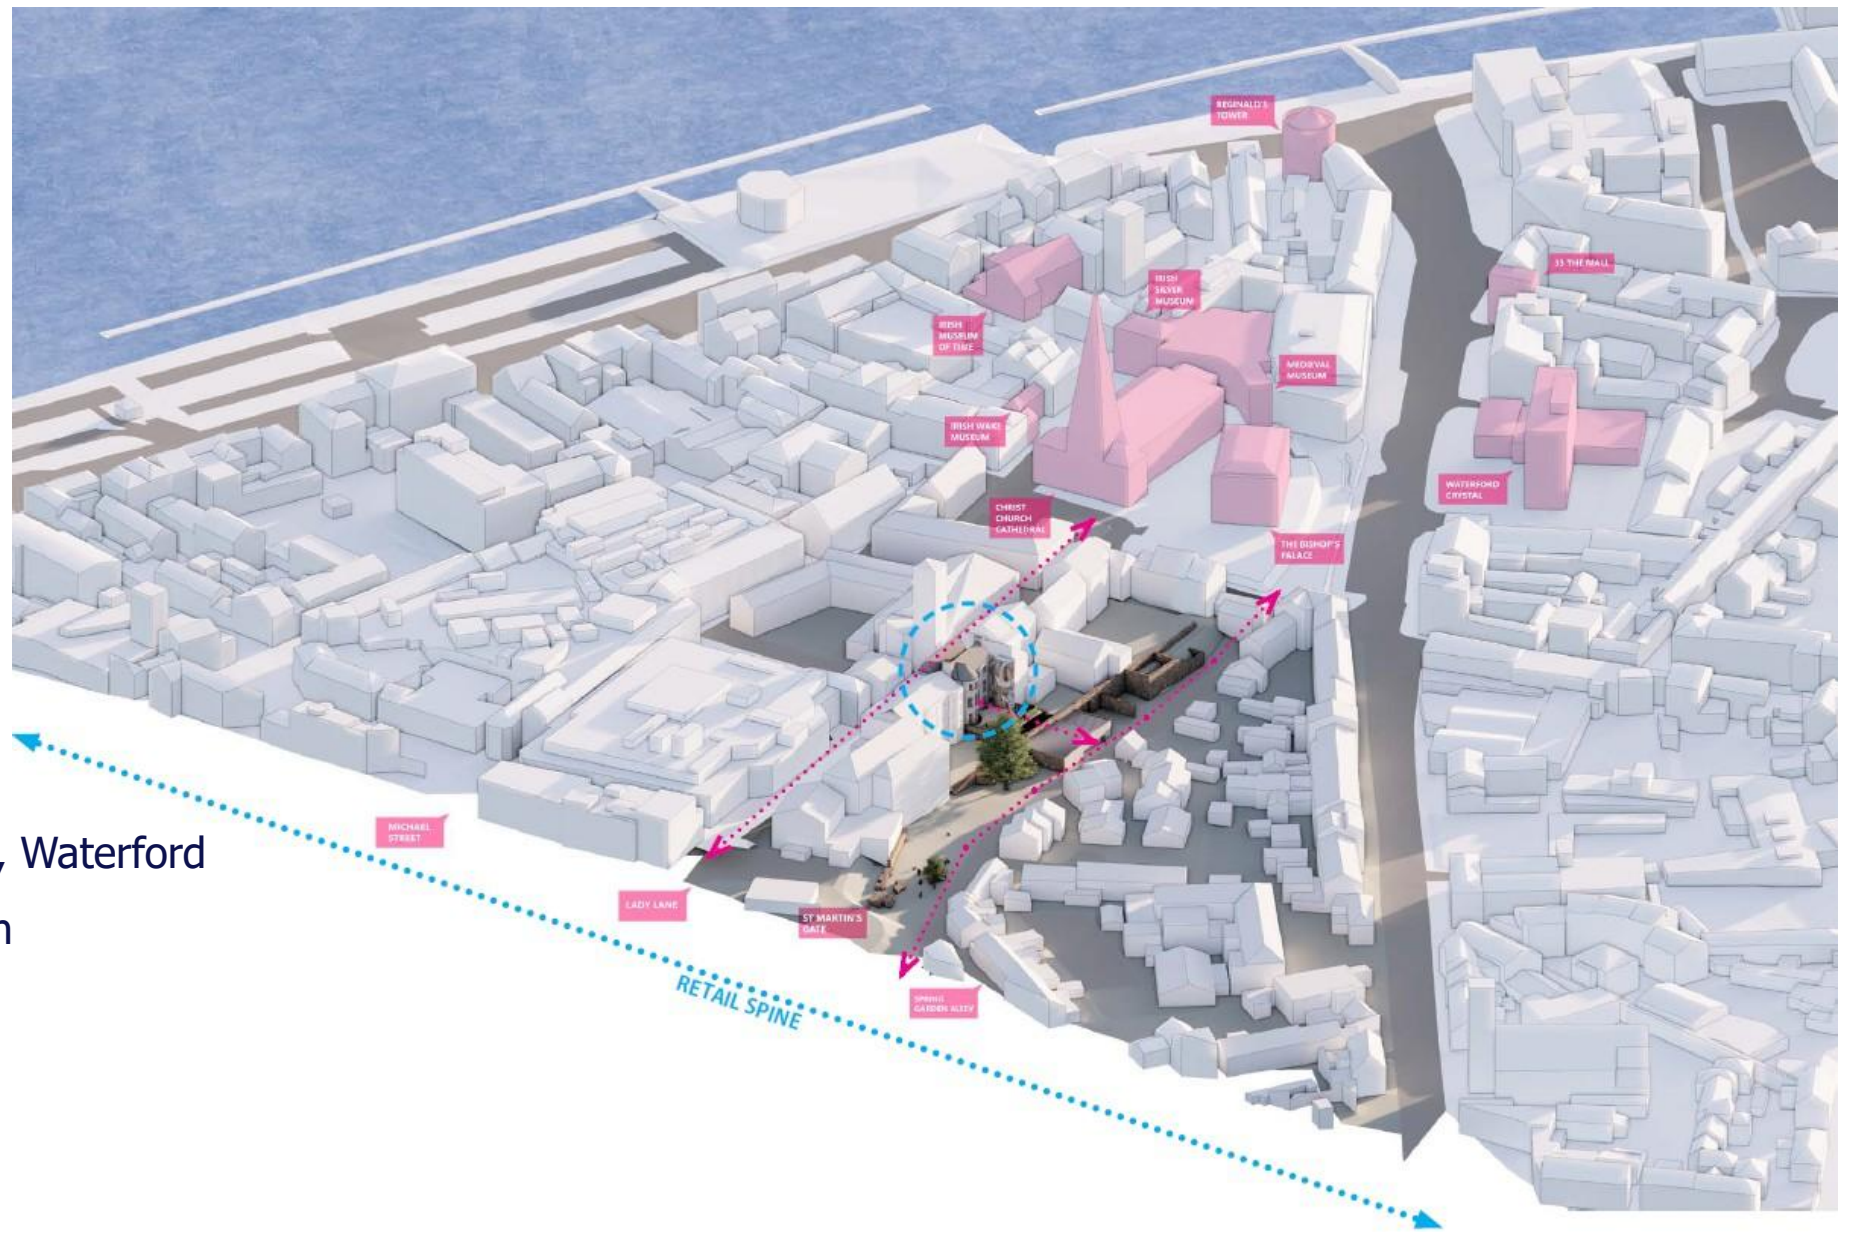 REGINALD'S
TOWER
33 THE MALL
IRISH
SILVER
MUSEUM
IRISH
MUSEUM
OF TIME
MEDIEVAL
MUSEUM
IRISH WAKE
MUSEUM
WATERFORD
CRYSTAL
CHRIST
CHURCH
CATHEDRAL
THE BISHOP'S
PALACE
MICHAEL
STREET
, Waterford
LADY LANE
ST MARTIN'S
GATE
SPRING
GARDEN ALLEY
RETAIL SPINE